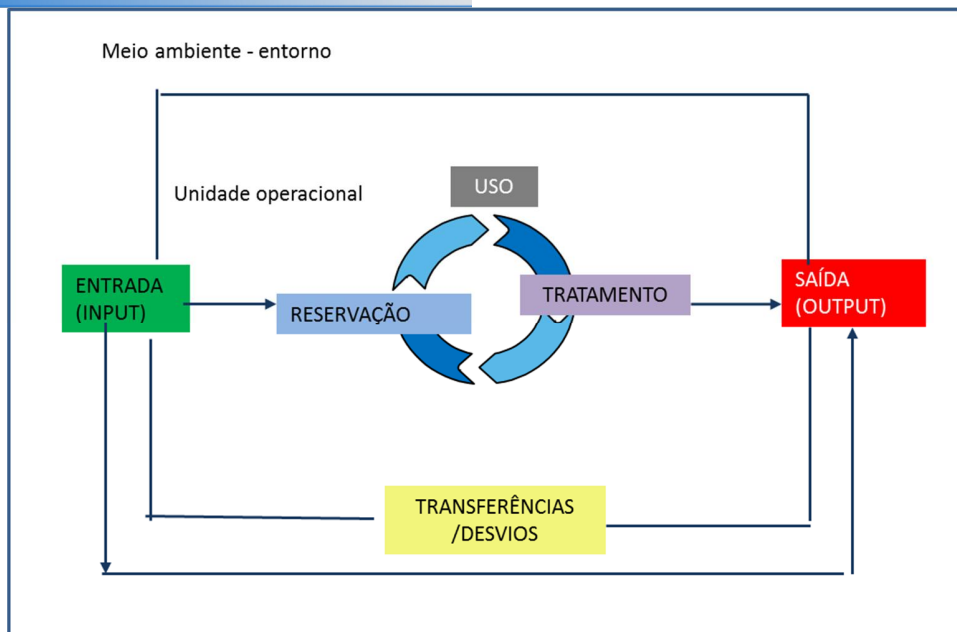 Meio ambiente - entorno
Unidade operacional
USO
ENTRADA
(INPUT)
RESERVAÇÃO
TRATAMENTO
SAÍDA
(OUTPUT)
TRANSFERÊNCIAS
/DESVIOS